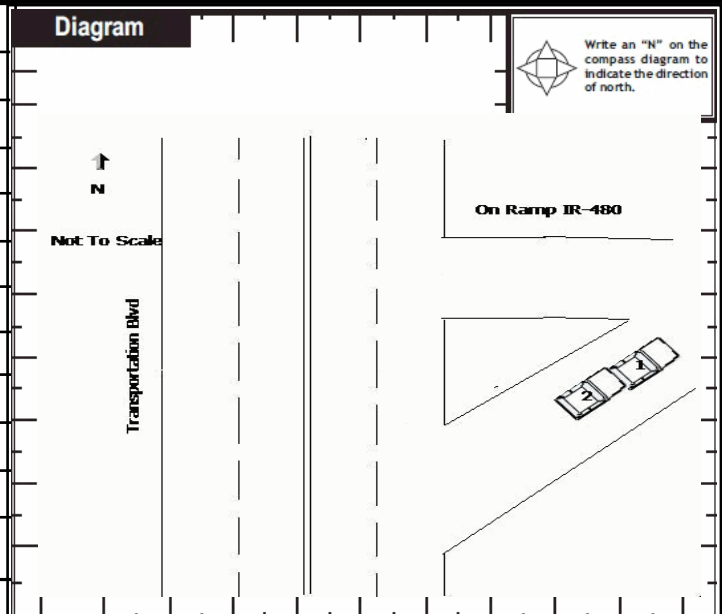 Diagram
Write an "N" on the
compass diagram to
indicate the direction
of north.
N
On Ramp IR-480
Not To Scale
Transportation Blvd
1
2